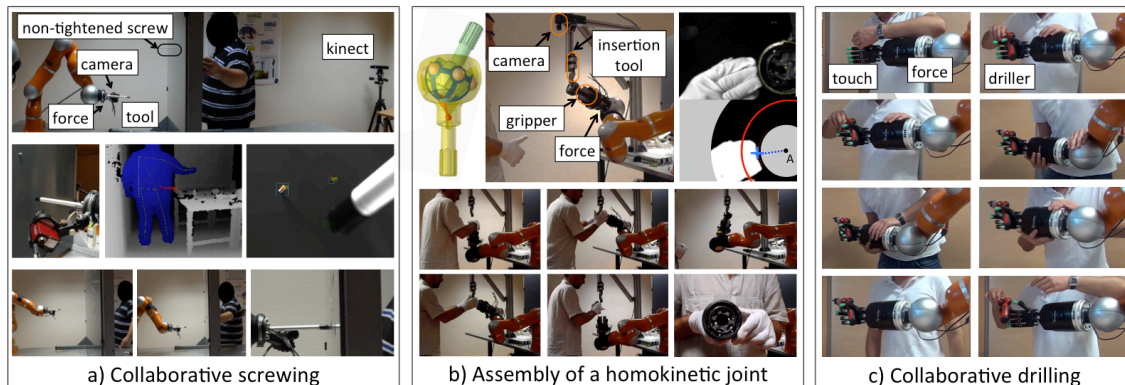 non-tightened screw
camera
kinect
force
tool
a) Collaborative screwing
camera
insertion
tool
gripper
force
A
b) Assembly of a homokinetic joint
touch
force
driller
c) Collaborative drilling